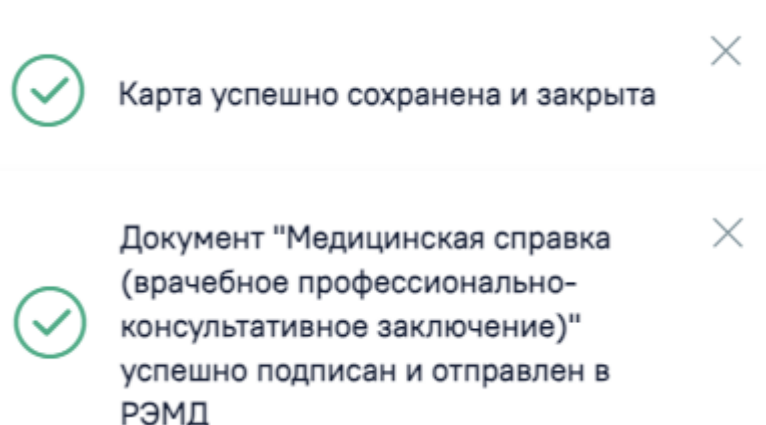 Карта успешно сохранена и закрыта
Документ "Медицинская справка
(врачебное профессионально-
консультативное заключение)"
успешно подписан и отправлен в
РЭМД